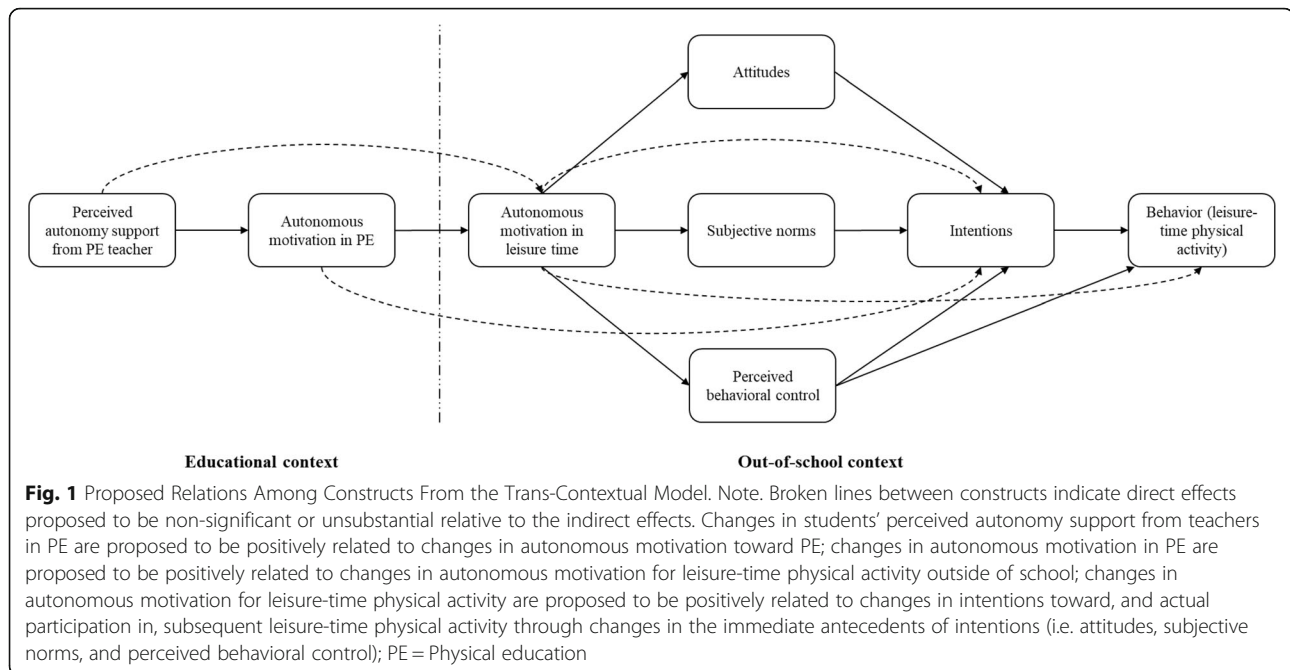 Attitudes
Perceived
autonomy support
from PE teacher
Autonomous
motivation in PE
Autonomous
motivation in
leisure time
Subjective norms
Intentions
Behavior (leisure-
time physical
activity)
Perceived
behavioral control
Educational context
Out-of-school context
Fig. 1 Proposed Relations Among Constructs From the Trans-Contextual Model. Note. Broken lines between constructs indicate direct effects
proposed to be non-significant or unsubstantial relative to the indirect effects. Changes in students’ perceived autonomy support from teachers
in PE are proposed to be positively related to changes in autonomous motivation toward PE; changes in autonomous motivation in PE are
proposed to be positively related to changes in autonomous motivation for leisure-time physical activity outside of school; changes in
autonomous motivation for leisure-time physical activity are proposed to be positively related to changes in intentions toward, and actual
participation in, subsequent leisure-time physical activity through changes in the immediate antecedents of intentions (i.e. attitudes, subjective
norms, and perceived behavioral control); PE = Physical education